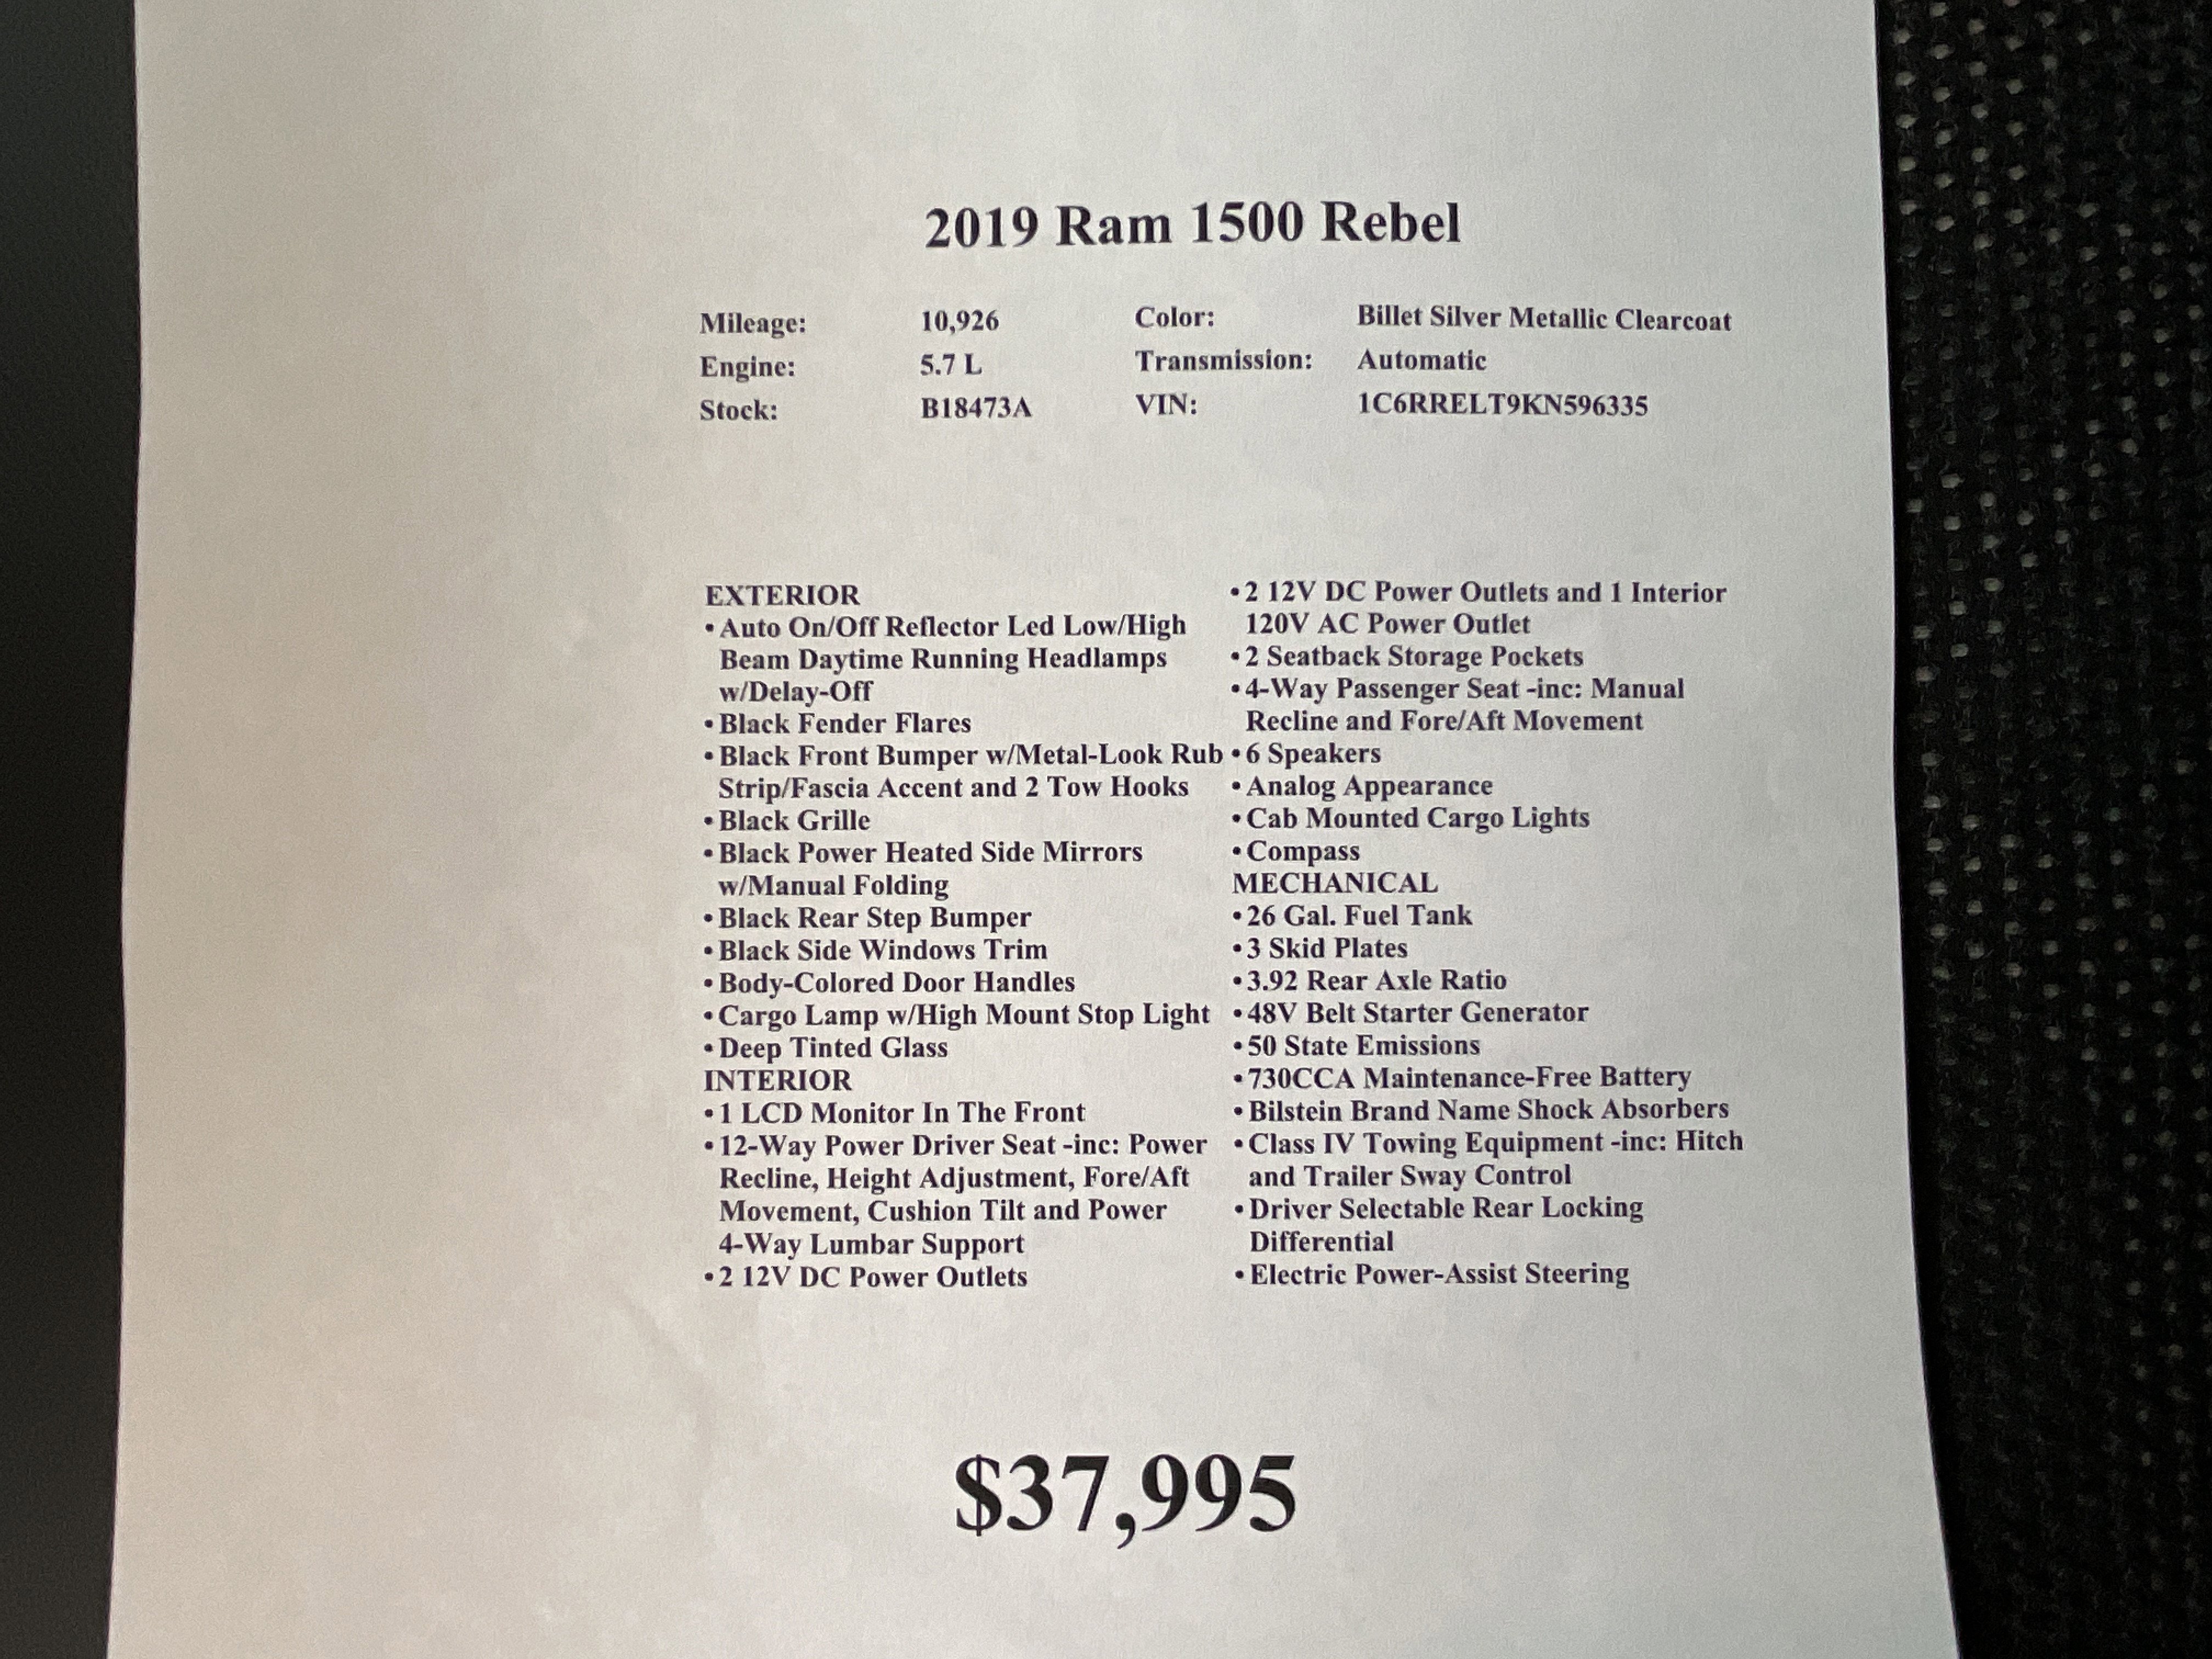 2019 Ram 1500 Rebel
Mileage: 10,926 Color: Billet Silver Metallic Clearcoat
Engine: 5.7 L Transmission: Automatic
Stock: B18473A VIN: 1C6RRELT9KN596335
EXTERIOR
• Auto On/Off Reflector Led Low/High
Beam Daytime Running Headlamps
w/Delay-Off
• Black Fender Flares
• Black Front Bumper w/Metal-Look Rub
Strip/Fascia Accent and 2 Tow Hooks
• Black Grille
• Black Power Heated Side Mirrors
w/Manual Folding
• Black Rear Step Bumper
• Black Side Windows Trim
• Body-Colored Door Handles
• Cargo Lamp w/High Mount Stop Light
• Deep Tinted Glass
INTERIOR
• 1 LCD Monitor In The Front
• 12-Way Power Driver Seat -inc: Power
Recline, Height Adjustment, Fore/Aft
Movement, Cushion Tilt and Power
4-Way Lumbar Support
• 2 12V DC Power Outlets
• 2 12V DC Power Outlets and 1 Interior
120V AC Power Outlet
• 2 Seatback Storage Pockets
• 4-Way Passenger Seat -inc: Manual
Recline and Fore/Aft Movement
• 6 Speakers
• Analog Appearance
• Cab Mounted Cargo Lights
• Compass
MECHANICAL
• 26 Gal. Fuel Tank
• 3 Skid Plates
• 3.92 Rear Axle Ratio
• 48V Belt Starter Generator
• 50 State Emissions
• 730CCA Maintenance-Free Battery
• Bilstein Brand Name Shock Absorbers
• Class IV Towing Equipment -inc: Hitch
and Trailer Sway Control
• Driver Selectable Rear Locking
Differential
• Electric Power-Assist Steering
$37,995